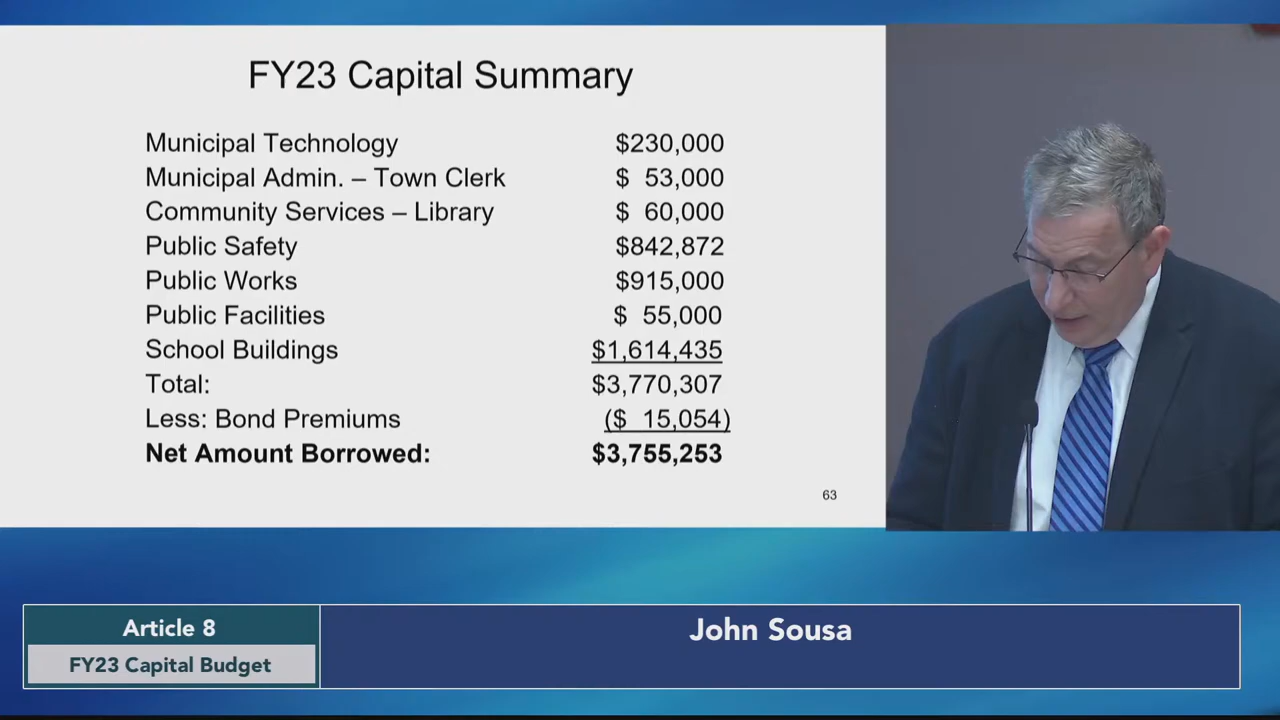 FY23 Capital Summary
Municipal Technology $230,000
Municipal Admin. – Town Clerk $ 53,000
Community Services – Library $ 60,000
Public Safety $842,872
Public Works $915,000
Public Facilities $ 55,000
School Buildings $1,614,435
Total: $3,770,307
Less: Bond Premiums ($ 15,054)
Net Amount Borrowed: $3,755,253
63
Article 8
FY23 Capital Budget
John Sousa